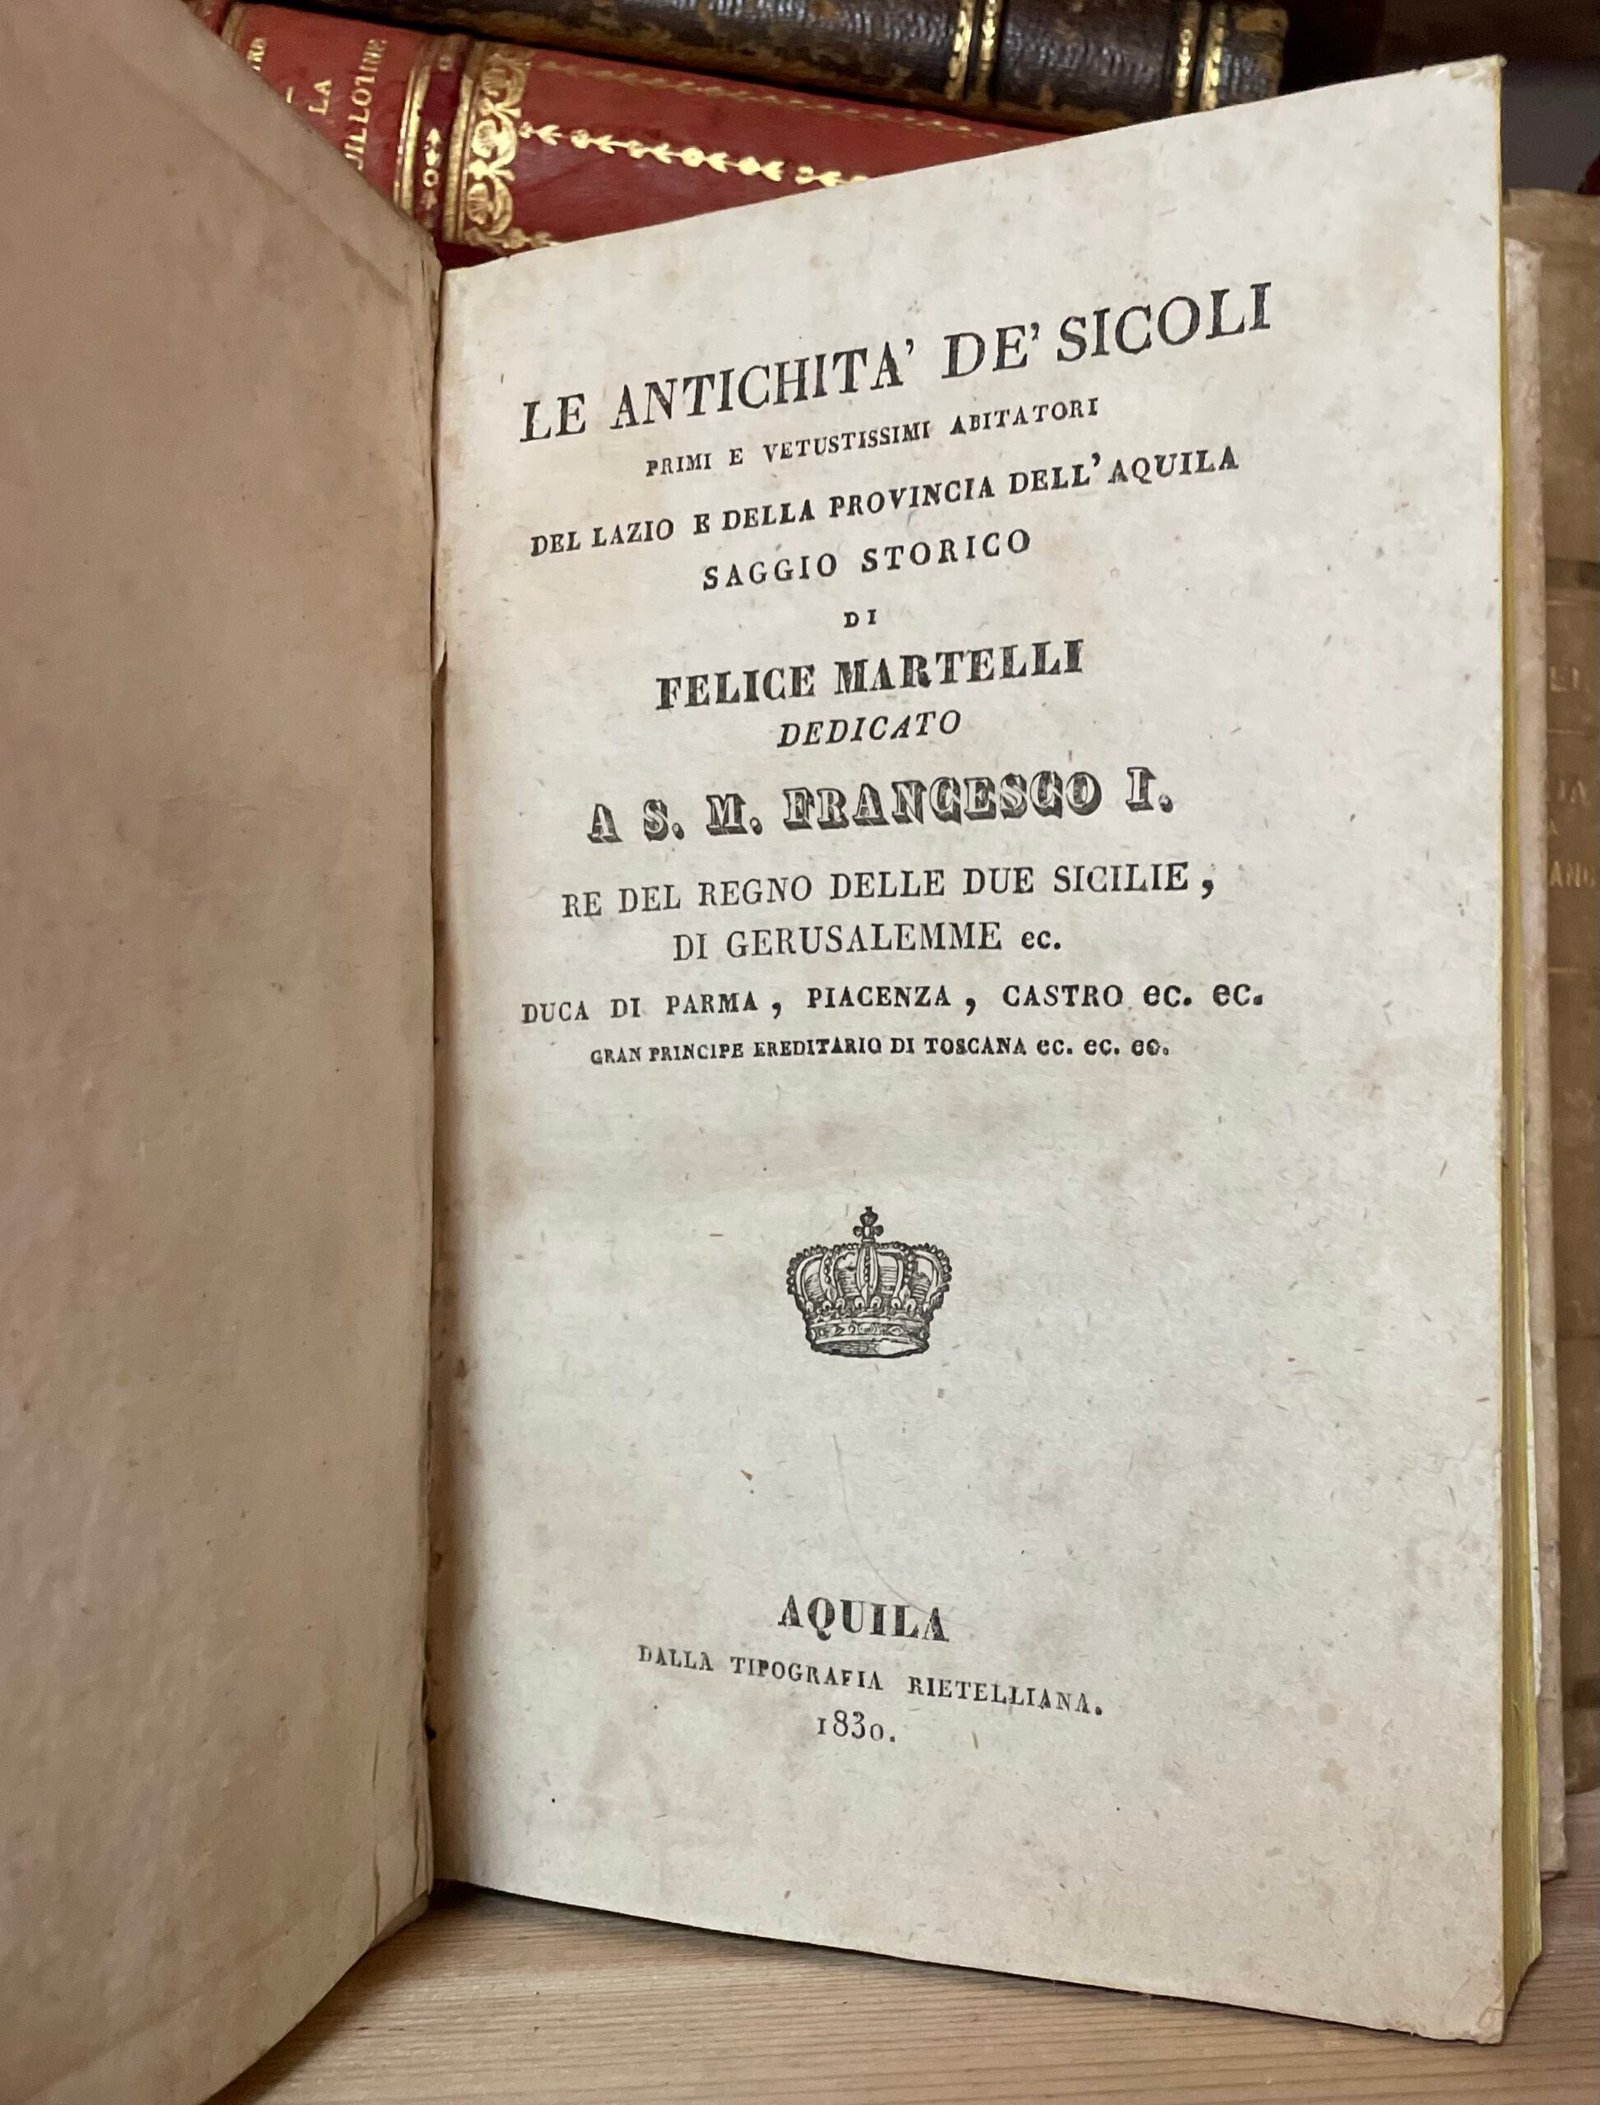 LA
LE ANTICHITA' DE' SICOLI
PRIMI E VETUSTISSIMI ABITATORI
DEL LAZIO E DELLA PROVINCIA DELL'AQUILA
SAGGIO STORICO
DI
FELICE MARTELLI
DEDICATO
A S. M. FRANCESCO I.
RE DEL REGNO DELLE DUE SICILIE,
DI GERUSALEMME ec.
DUCA DI PARMA, PIACENZA, CASTRO ec. ec.
GRAN PRINCIPE EREDITARIO DI TOSCANA ec. ec. ec.
AQUILA
DALLA TIPOGRAFIA RIETELLIANA.
1830.